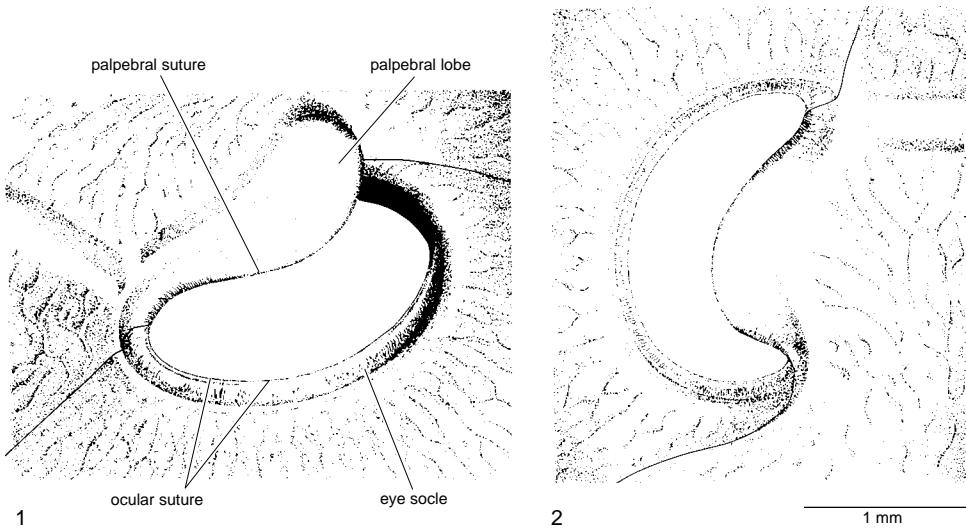 palpebral suture
palpebral lobe
ocular suture
eye socle
1
2
1 mm